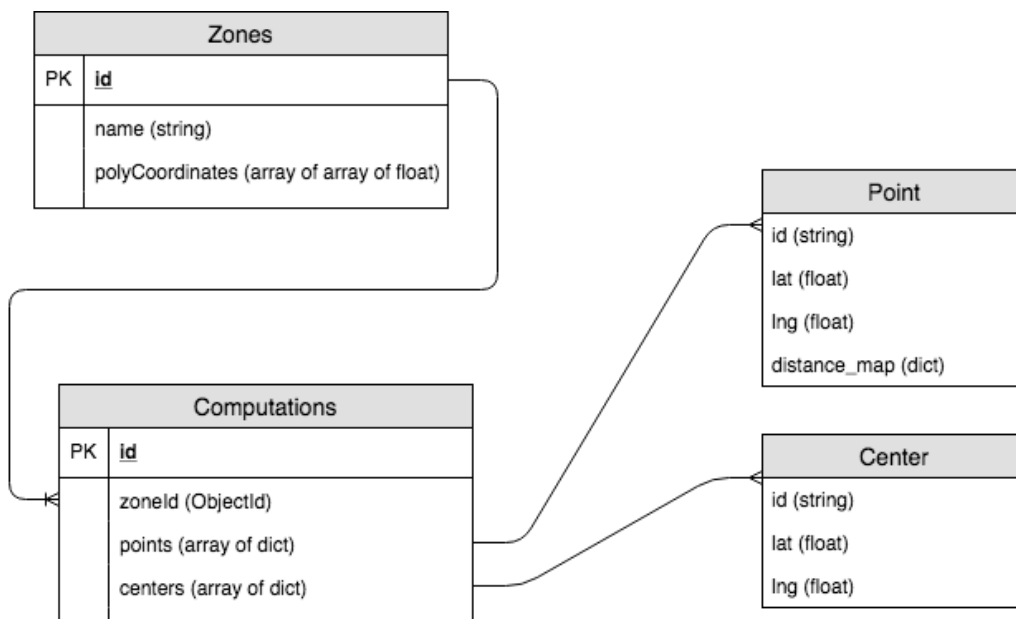 Zones
PK id
name (string)
polyCoordinates (array of array of float)
Point
id (string)
lat (float)
lng (float)
distance_map (dict)
Computations
PK id
zoneId (ObjectId)
points (array of dict)
centers (array of dict)
Center
id (string)
lat (float)
lng (float)